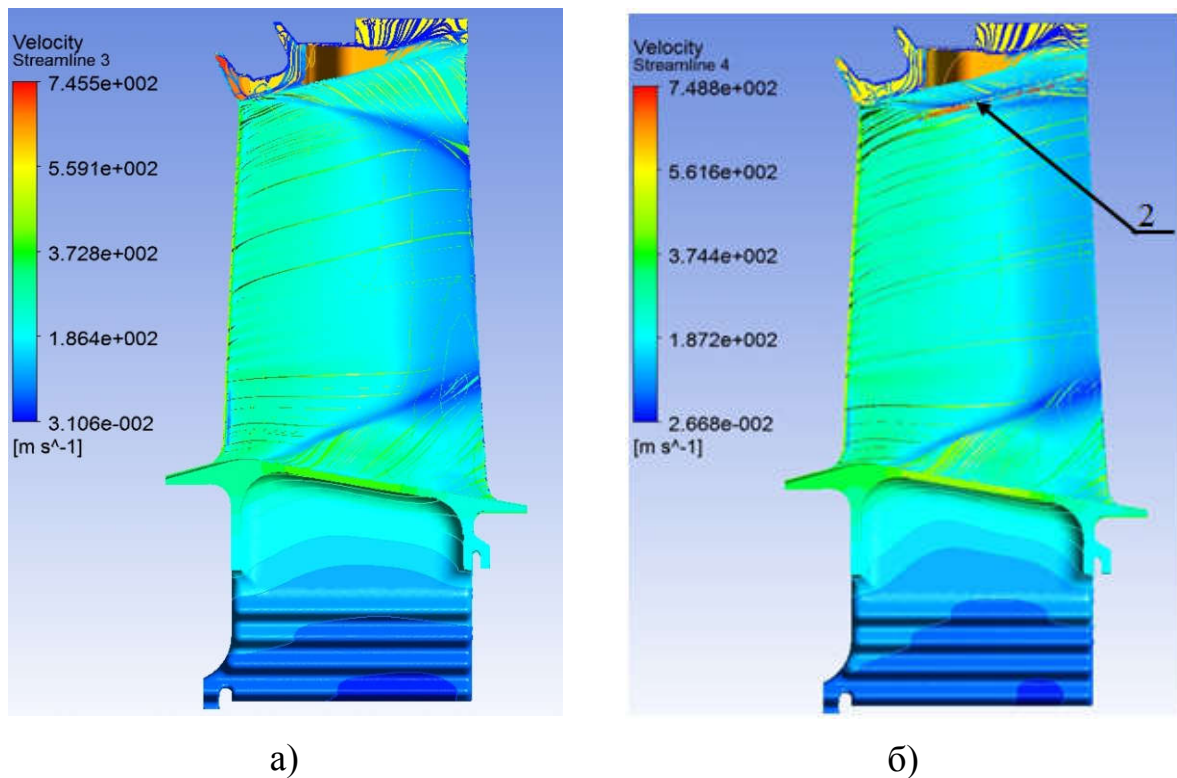 Velocity
Streamline 3
7.455e+002
5.591e+002
3.728e+002
1.864e+002
3.106e-002
[m s^-1]
Velocity
Streamline 4
7.488e+002
5.616e+002
3.744e+002
1.872e+002
2.668e-002
[m s^-1]
2
а)
б)